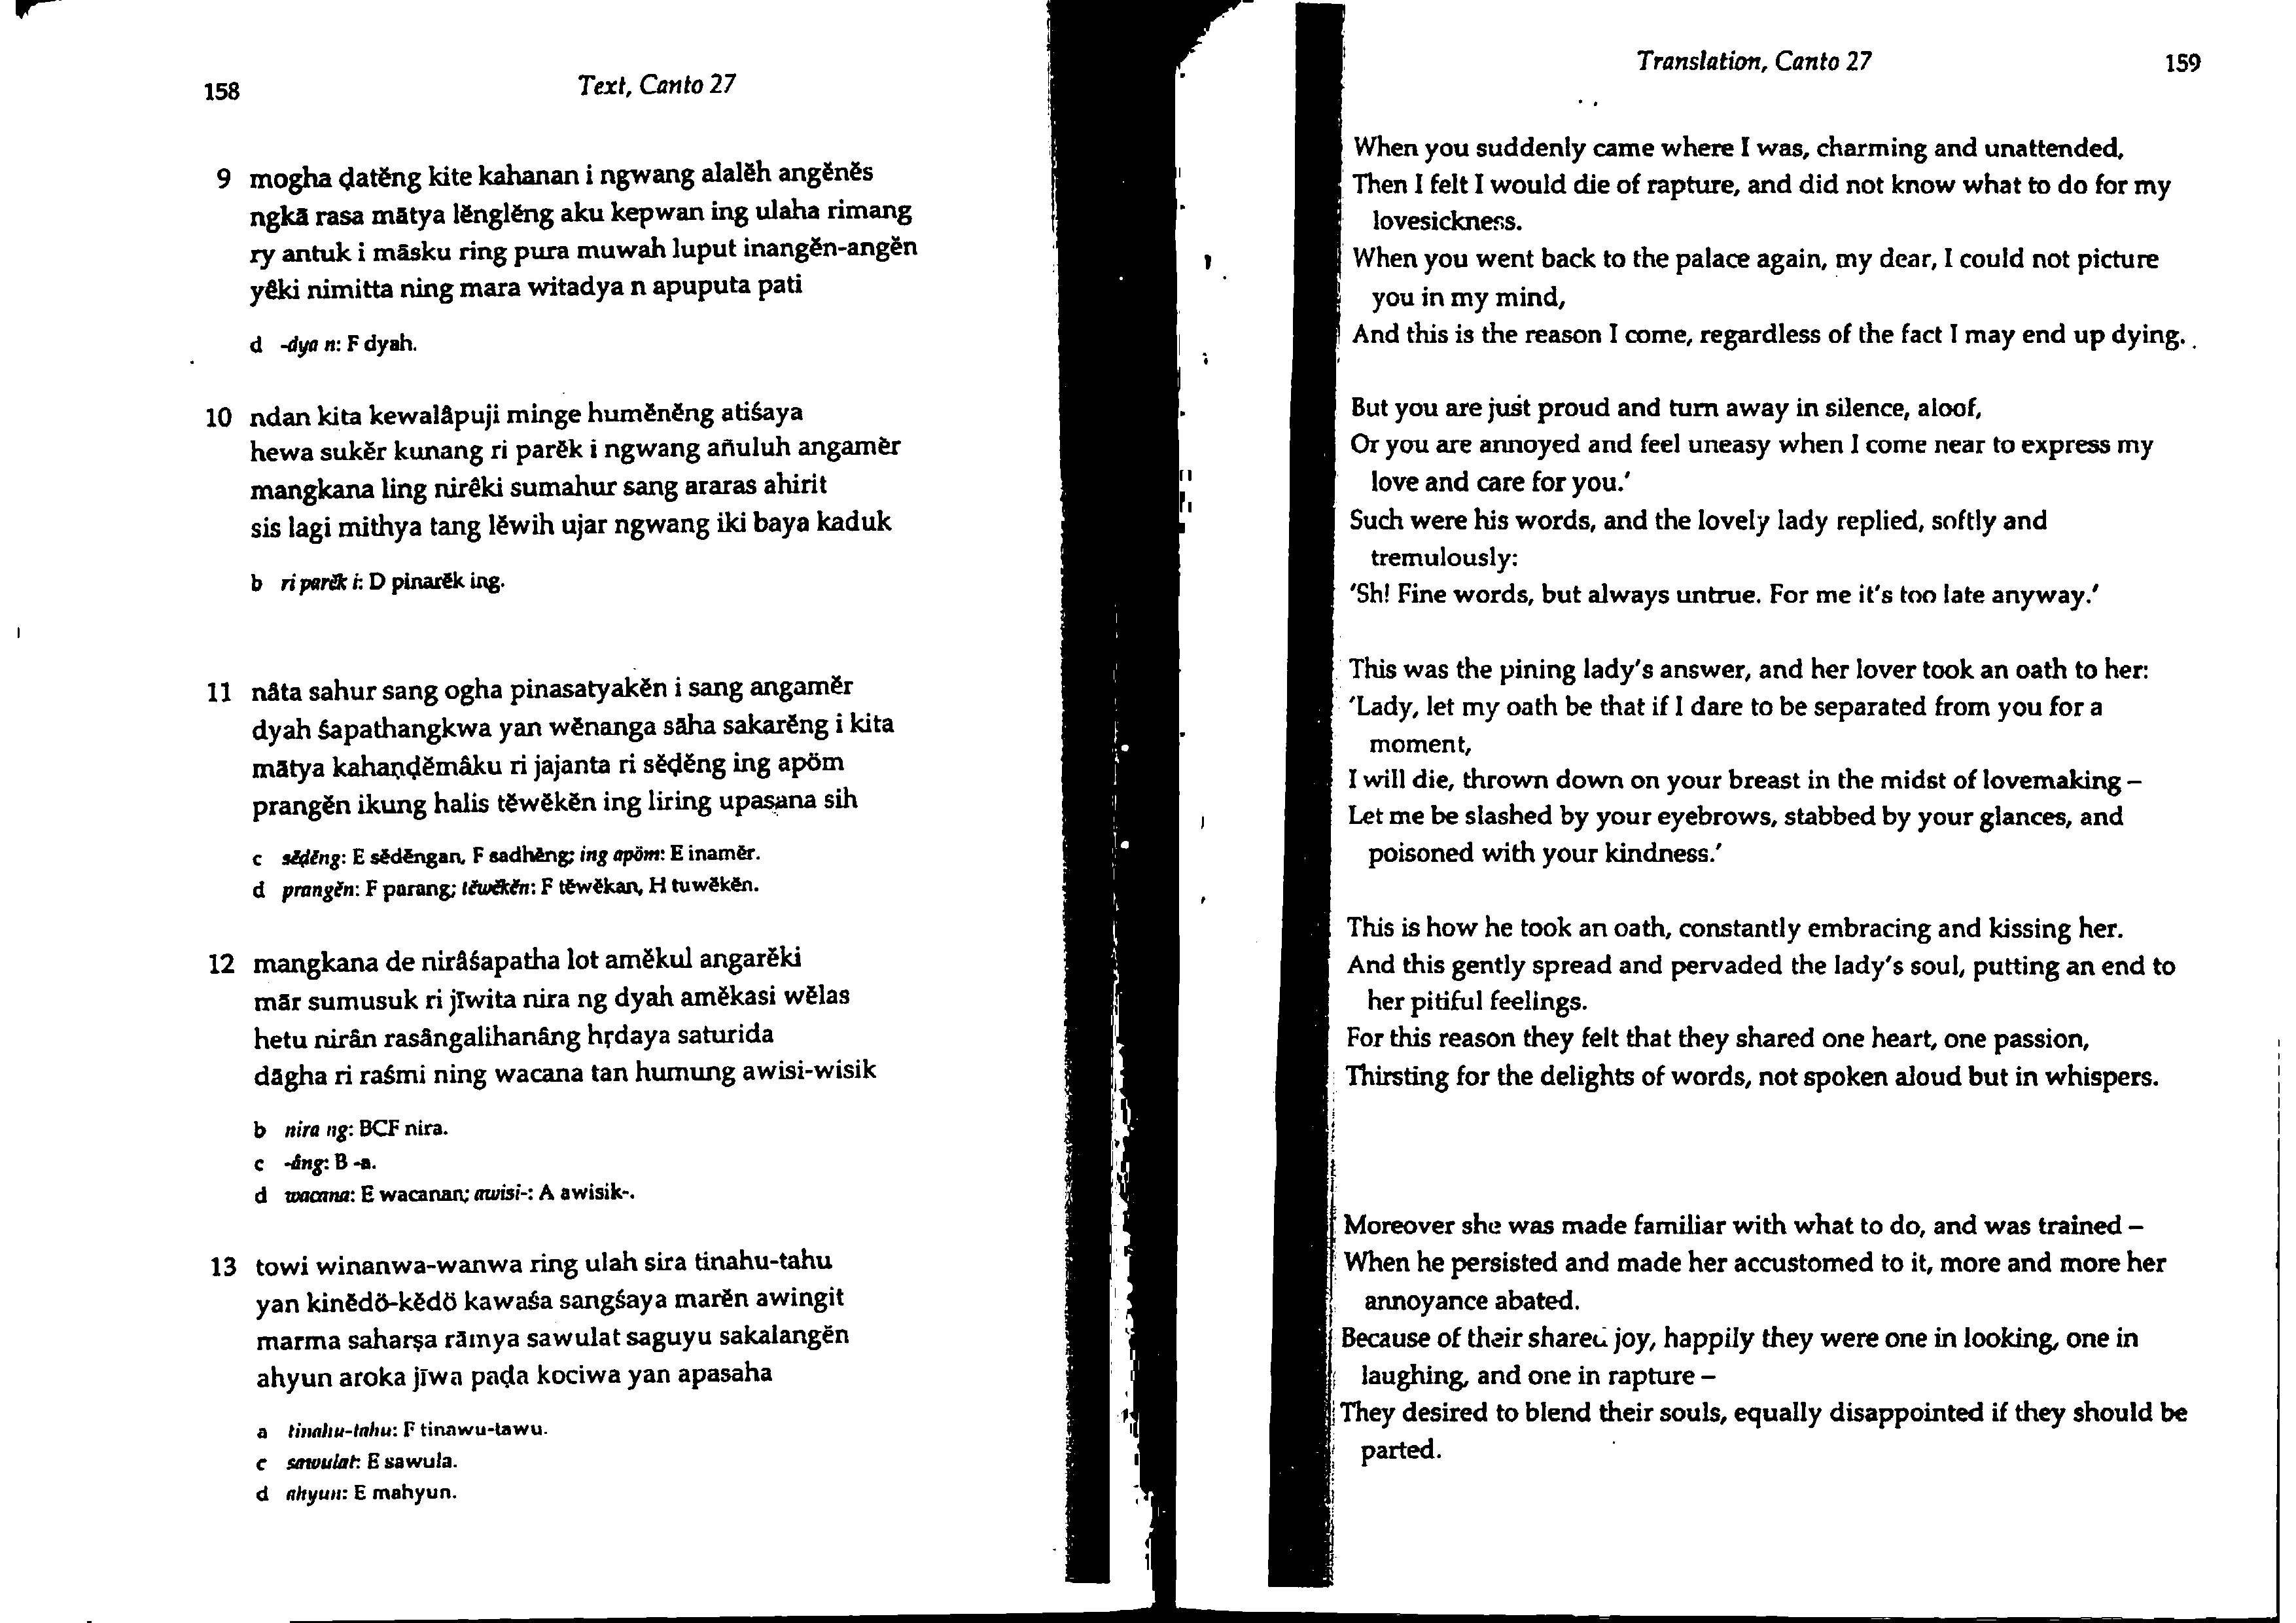 158
Text, Canto 27
9 mogha ḍatĕng kite kahanan i ngwang alalĕh angĕnĕs
ngkā rasa mātya lĕnglĕng aku kepwan ing ulaha rimang
ry antuk i māsku ring pura muwah luput inangĕn-angĕn
yêki nimitta ning mara witadya n apuputa pati
d -dya n: F dyah.
10 ndan kita kewalâpuji minge humĕnĕng atiśaya
hewa sukĕr kunang ri parĕk i ngwang añuluh angamĕr
mangkana ling nirêki sumahur sang araras ahirit
sis lagi mithya tang lĕwih ujar ngwang iki baya kaduk
b ri parĕk i: D pinarĕk ing.
11 nâta sahur sang ogha pinasatyakĕn i sang angamĕr
dyah śapathangkwa yan wĕnanga sāha sakarĕng i kita
mātya kahaṇḍĕmâku ri jajanta ri sĕḍĕng ing apöm
prangĕn ikung halis tĕwĕkĕn ing liring upaṣana sih
c sĕḍĕng: E sĕdĕngan, F sadhĕng; ing apöm: E inamĕr.
d prangĕn: F parang; tĕwĕkĕn: F tĕwĕkan, H tuwĕkĕn.
12 mangkana de nirâśapatha lot amĕkul angarĕki
mār sumusuk ri jīwita nira ng dyah amĕkasi wĕlas
hetu nirân rasângalihanâng hṛdaya saturida
dāgha ri raśmi ning wacana tan humung awisi-wisik
b nira ng: BCF nira.
c -âng: B -a.
d wacana: E wacanan; awisi-: A awisik-.
13 towi winanwa-wanwa ring ulah sira tinahu-tahu
yan kinĕdö-kĕdö kawaśa sangśaya marĕn awingit
marma saharṣa rāmya sawulat saguyu sakalangĕn
ahyun aroka jīwa paḍa kociwa yan apasaha
a tinahu-tahu: F tinawu-tawu.
c sawulat: E sawula.
d ahyun: E mahyun.
Translation, Canto 27
159
When you suddenly came where I was, charming and unattended,
Then I felt I would die of rapture, and did not know what to do for my
lovesickness.
When you went back to the palace again, my dear, I could not picture
you in my mind,
And this is the reason I come, regardless of the fact I may end up dying.
But you are just proud and turn away in silence, aloof,
Or you are annoyed and feel uneasy when I come near to express my
love and care for you.'
Such were his words, and the lovely lady replied, softly and
tremulously:
'Sh! Fine words, but always untrue. For me it's too late anyway.'
This was the pining lady's answer, and her lover took an oath to her:
'Lady, let my oath be that if I dare to be separated from you for a
moment,
I will die, thrown down on your breast in the midst of lovemaking –
Let me be slashed by your eyebrows, stabbed by your glances, and
poisoned with your kindness.'
This is how he took an oath, constantly embracing and kissing her.
And this gently spread and pervaded the lady's soul, putting an end to
her pitiful feelings.
For this reason they felt that they shared one heart, one passion,
Thirsting for the delights of words, not spoken aloud but in whispers.
Moreover she was made familiar with what to do, and was trained –
When he persisted and made her accustomed to it, more and more her
annoyance abated.
Because of their shared joy, happily they were one in looking, one in
laughing, and one in rapture –
They desired to blend their souls, equally disappointed if they should be
parted.